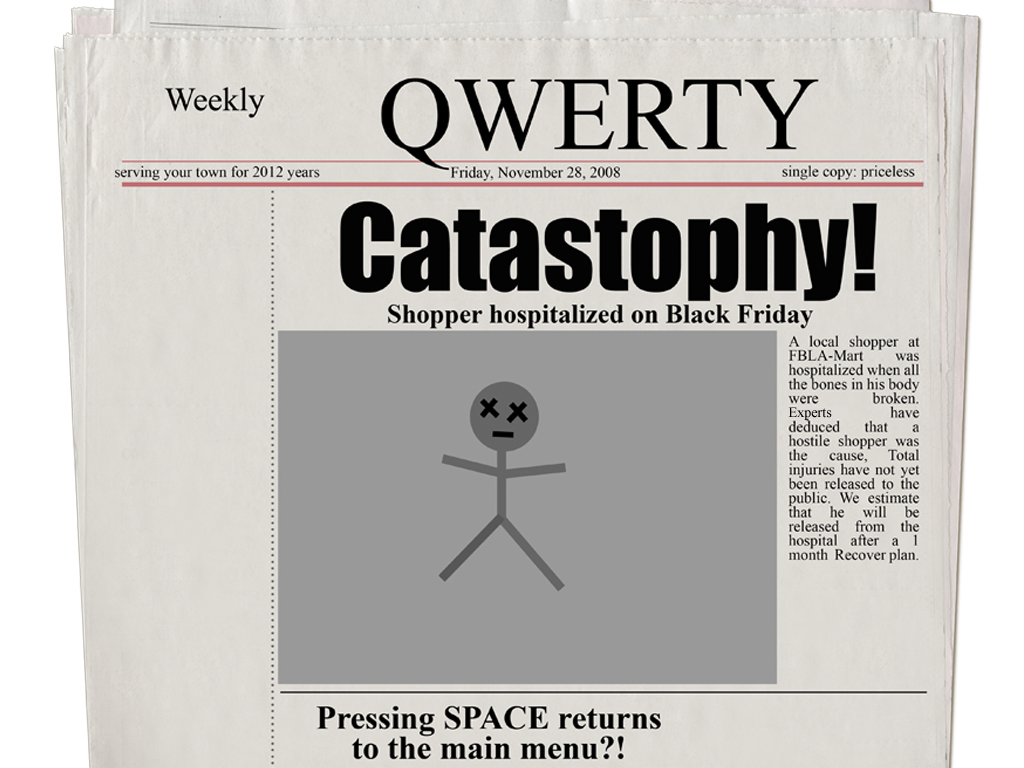 Weekly
QWERTY
serving your town for 2012 years
Friday, November 28, 2008
single copy: priceless
Catastophy!
Shopper hospitalized on Black Friday
A local shopper at
FBLA-Mart was
hospitalized when all
the bones in his body
were broken.
Experts have
deduced that a
hostile shopper was
the cause, Total
injuries have not yet
been released to the
public. We estimate
that he will be
released from the
hospital after a 1
month Recover plan.
Pressing SPACE returns
to the main menu?!